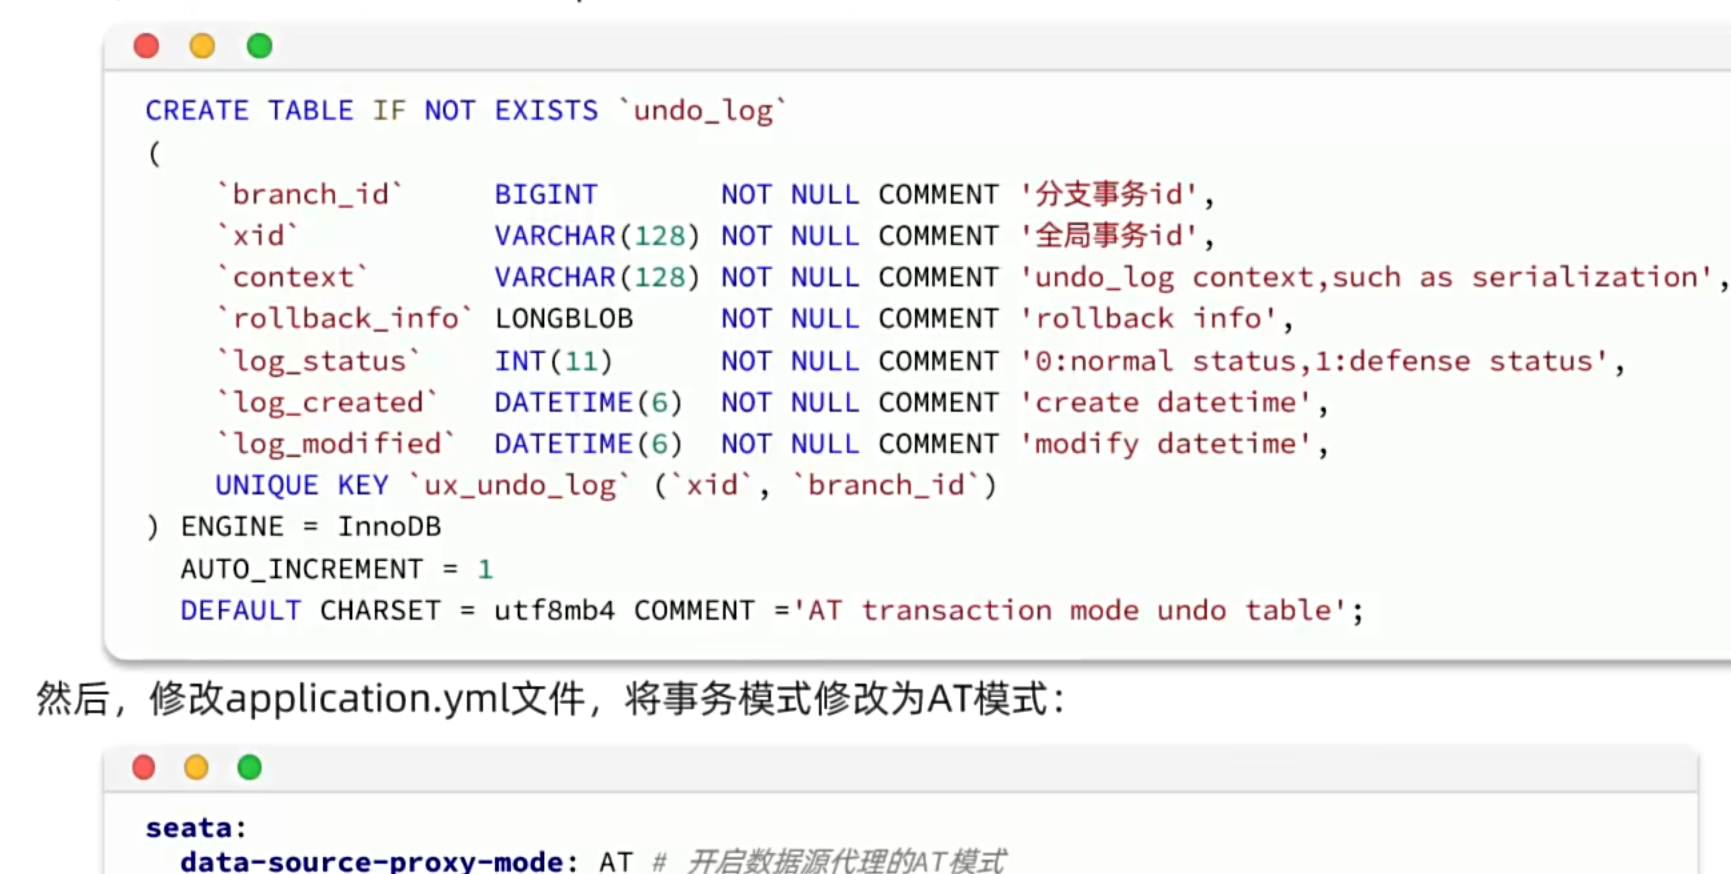 CREATE TABLE IF NOT EXISTS `undo_log`
(
    `branch_id`     BIGINT       NOT NULL COMMENT '分支事务id',
    `xid`           VARCHAR(128) NOT NULL COMMENT '全局事务id',
    `context`       VARCHAR(128) NOT NULL COMMENT 'undo_log context,such as serialization',
    `rollback_info` LONGBLOB     NOT NULL COMMENT 'rollback info',
    `log_status`    INT(11)      NOT NULL COMMENT '0:normal status,1:defense status',
    `log_created`   DATETIME(6)  NOT NULL COMMENT 'create datetime',
    `log_modified`  DATETIME(6)  NOT NULL COMMENT 'modify datetime',
    UNIQUE KEY `ux_undo_log` (`xid`, `branch_id`)
) ENGINE = InnoDB
  AUTO_INCREMENT = 1
  DEFAULT CHARSET = utf8mb4 COMMENT ='AT transaction mode undo table';
然后，修改application.yml文件，将事务模式修改为AT模式：
seata:
  data-source-proxy-mode: AT # 开启数据源代理的AT模式